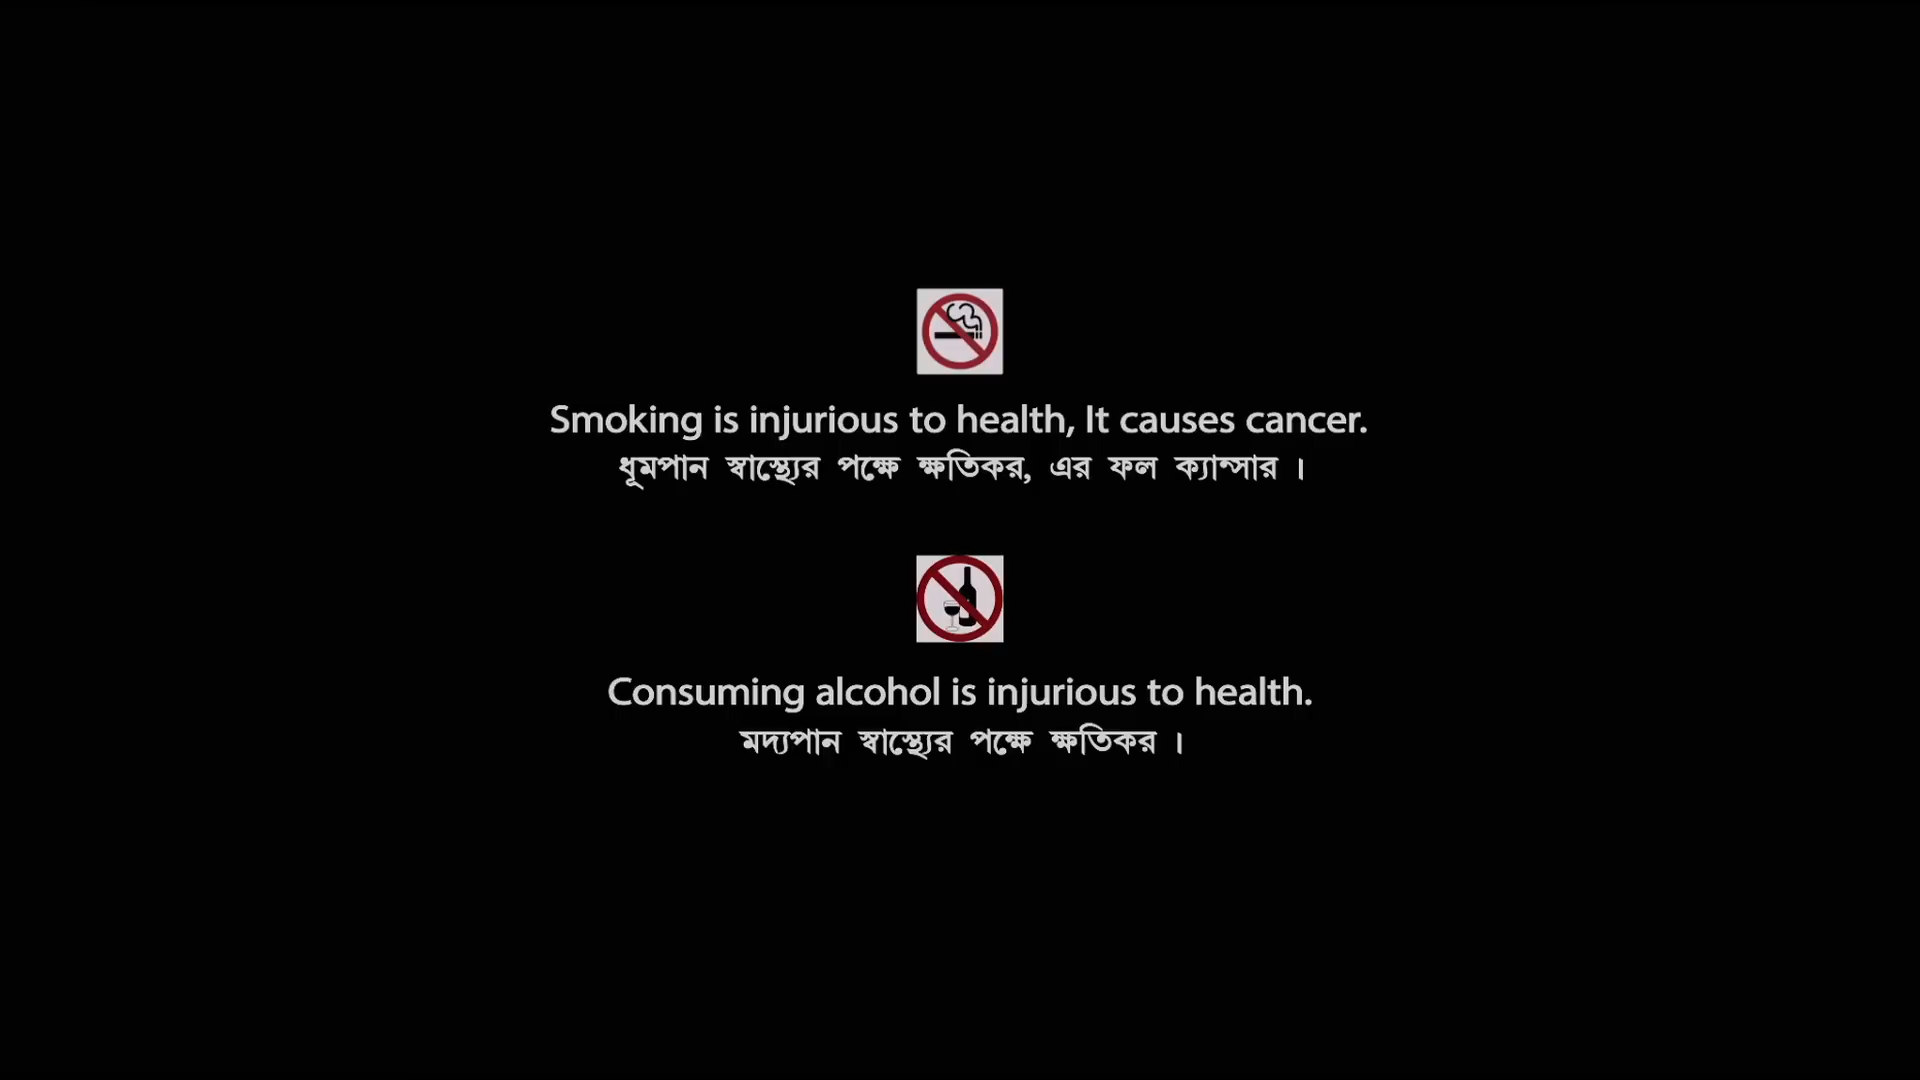 Smoking is injurious to health, It causes cancer.
ধূমপান স্বাস্থ্যের পক্ষে ক্ষতিকর, এর ফল ক্যান্সার ।
Consuming alcohol is injurious to health.
মদ্যপান স্বাস্থ্যের পক্ষে ক্ষতিকর ।